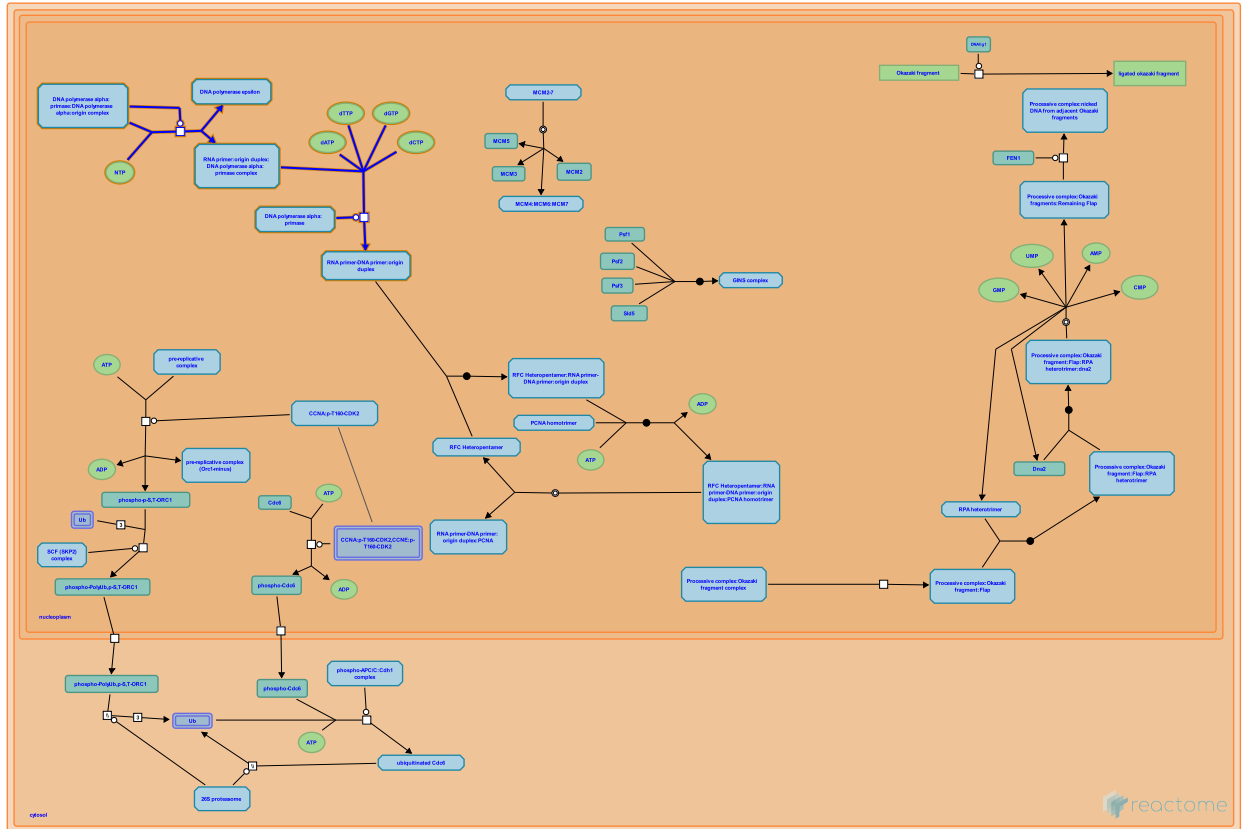 DNAlig1
Okazaki fragment
ligated okazaki fragment
DNA polymerase alpha:
primase:DNA polymerase
alpha:origin complex
DNA polymerase epsilon
MCM2-7
Processive complex:nicked
DNA from adjacent Okazaki
fragments
dTTP
dGTP
dATP
dCTP
MCM5
MCM3
MCM2
FEN1
NTP
RNA primer:origin duplex:
DNA polymerase alpha:
primase complex
MCM4:MCM6:MCM7
Processive complex:Okazaki
fragments:Remaining Flap
DNA polymerase alpha:
primase
RNA primer-DNA primer:origin
duplex
Psf1
Psf2
Psf3
Sld5
GINS complex
UMP
AMP
GMP
CMP
Processive complex:Okazaki
fragment:Flap:RPA
heterotrimer:dna2
ATP
pre-replicative
complex
CCNA:p-T160-CDK2
RFC Heteropentamer:RNA primer-
DNA primer:origin duplex
PCNA homotrimer
ADP
ATP
RFC Heteropentamer
ADP
pre-replicative complex
(Orc1-minus)
phospho-p-S,T-ORC1
Dna2
Processive complex:Okazaki
fragment:Flap:RPA
heterotrimer
RFC Heteropentamer:RNA
primer-DNA primer:origin
duplex:PCNA homotrimer
Cdc6
ATP
Ub
3
RPA heterotrimer
CCNA:p-T160-CDK2,CCNE:p-
T160-CDK2
RNA primer-DNA primer:
origin duplex:PCNA
SCF (SKP2)
complex
phospho-PolyUb,p-S,T-ORC1
phospho-Cdc6
ADP
Processive complex:Okazaki
fragment complex
Processive complex:Okazaki
fragment:Flap
nucleoplasm
phospho-PolyUb,p-S,T-ORC1
phospho-Cdc6
phospho-APC/C:Cdh1
complex
3
Ub
ATP
ubiquitinated Cdc6
26S proteasome
cytosol
reactome